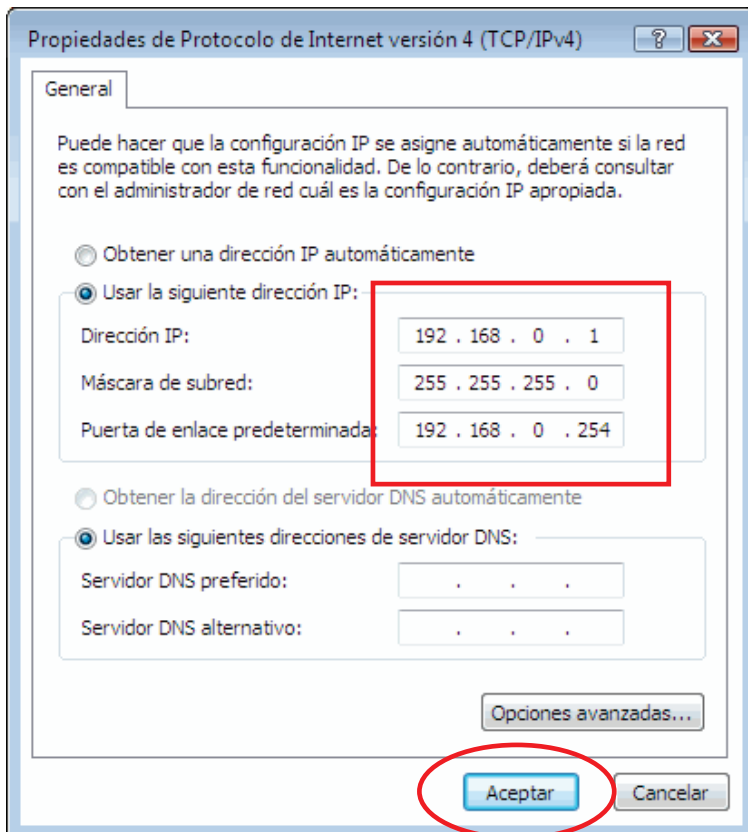 Propiedades de Protocolo de Internet versión 4 (TCP/IPv4)
General
Puede hacer que la configuración IP se asigne automáticamente si la red
es compatible con esta funcionalidad. De lo contrario, deberá consultar
con el administrador de red cuál es la configuración IP apropiada.
Obtener una dirección IP automáticamente
Usar la siguiente dirección IP:
Dirección IP: 192 . 168 . 0 . 1
Máscara de subred: 255 . 255 . 255 . 0
Puerta de enlace predeterminada: 192 . 168 . 0 . 254
Obtener la dirección del servidor DNS automáticamente
Usar las siguientes direcciones de servidor DNS:
Servidor DNS preferido: . . .
Servidor DNS alternativo: . . .
Opciones avanzadas...
Aceptar Cancelar